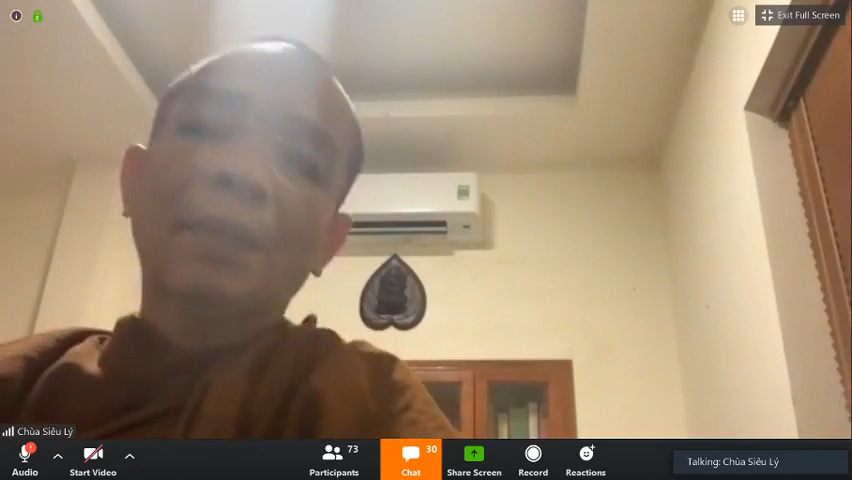 Exit Full Screen
Chùa Siêu Lý
Audio
Start Video
73
Participants
30
Chat
Share Screen
Record
Reactions
Talking: Chùa Siêu Lý